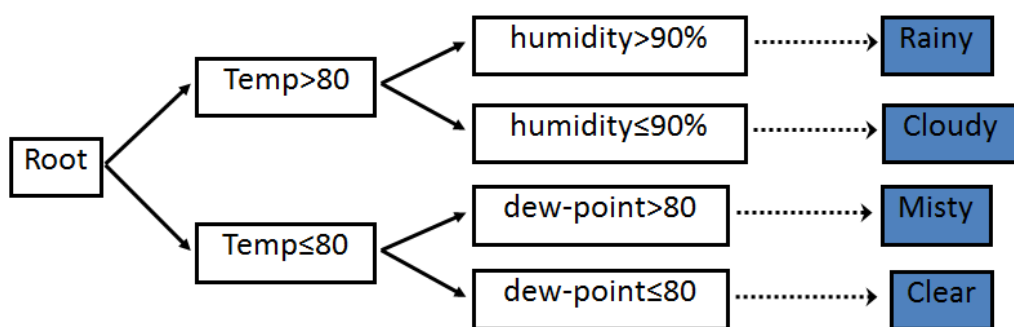 humidity>90%
Rainy
Temp>80
humidity≤90%
Cloudy
Root
dew-point>80
Misty
Temp≤80
dew-point≤80
Clear